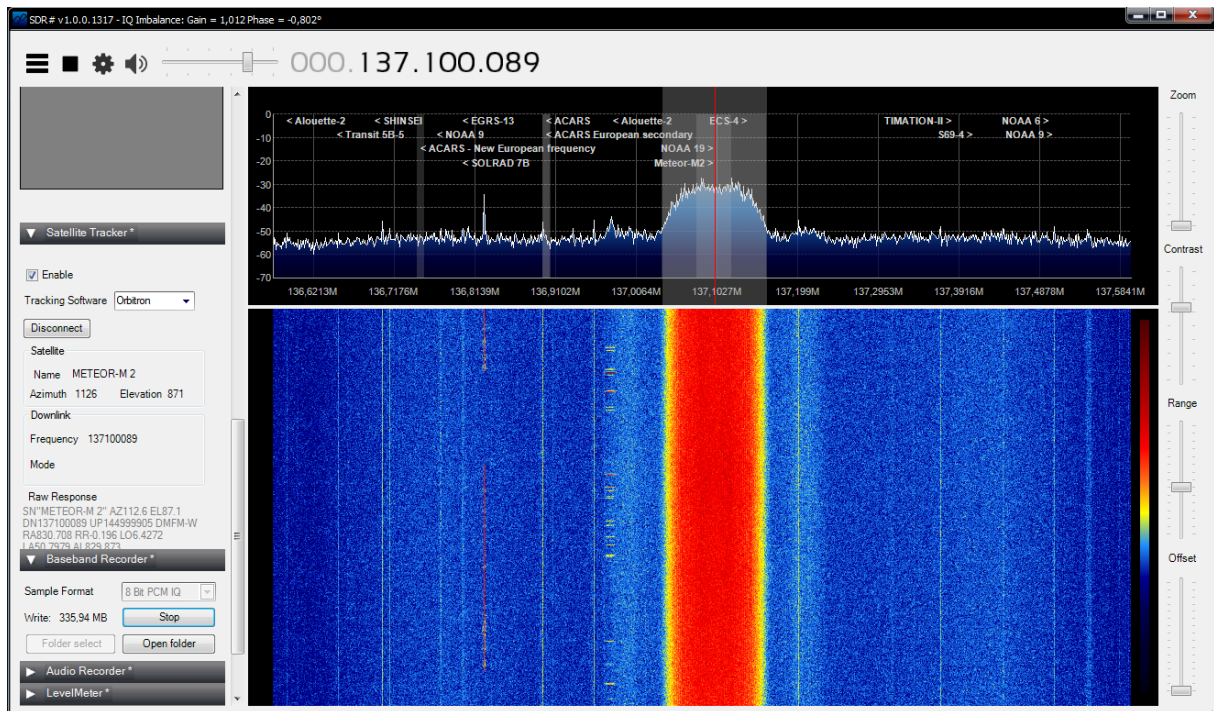 SDR# v1.0.0.1317 - IQ Imbalance: Gain = 1,012 Phase = -0,802°
000.137.100.089
Satellite Tracker *
Enable
Tracking Software Orbitron
Disconnect
Satellite
Name METEOR-M 2
Azimuth 1126 Elevation 871
Downlink
Frequency 137100089
Mode
Raw Response
SN"METEOR-M 2" AZ112.6 EL87.1
DN137100089 UP144999905 DMFM-W
RA830.708 RR-0.196 LO6.4272
LA50.7979 AL829.873
Baseband Recorder *
Sample Format 8 Bit PCM IQ
Write: 335,94 MB Stop
Folder select Open folder
Audio Recorder *
LevelMeter *
0
-10
-20
-30
-40
-50
-60
-70
< Alouette-2 < SHINSEI < EGRS-13 < ACARS < Alouette-2 ECS-4 > TIMATION-II > NOAA 6 >
< Transit 5B-5 < NOAA 9 < ACARS European secondary S69-4 > NOAA 9 >
< ACARS - New European frequency NOAA 19 >
< SOLRAD 7B Meteor-M2 >
136,6213M 136,7176M 136,8139M 136,9102M 137,0064M 137,1027M 137,199M 137,2953M 137,3916M 137,4878M 137,5841M
Zoom
Contrast
Range
Offset